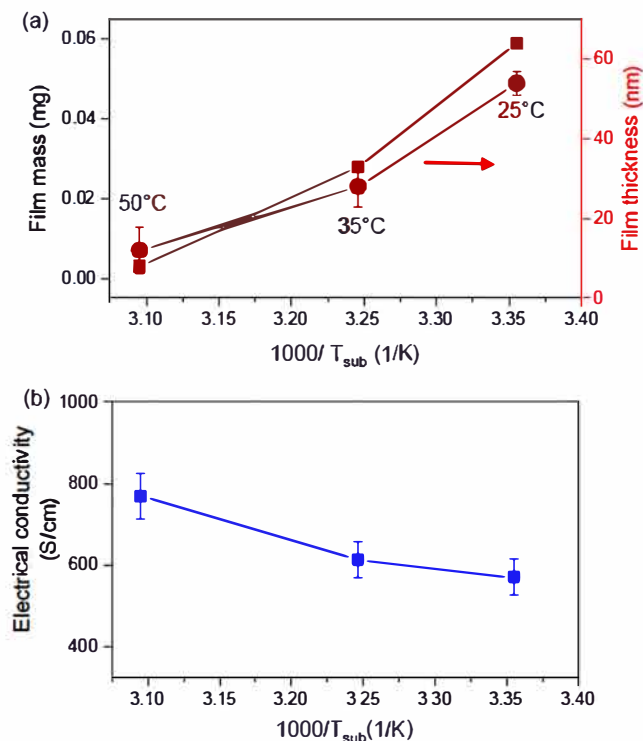 (a)
0.06
0.04
0.02
0.00
Film mass (mg)
50°C
35°C
25°C
60
40
20
0
Film thickness (nm)
3.10 3.15 3.20 3.25 3.30 3.35 3.40
1000/ T_sub (1/K)
(b)
1000
800
600
400
Electrical conductivity
(S/cm)
3.10 3.15 3.20 3.25 3.30 3.35 3.40
1000/T_sub(1/K)